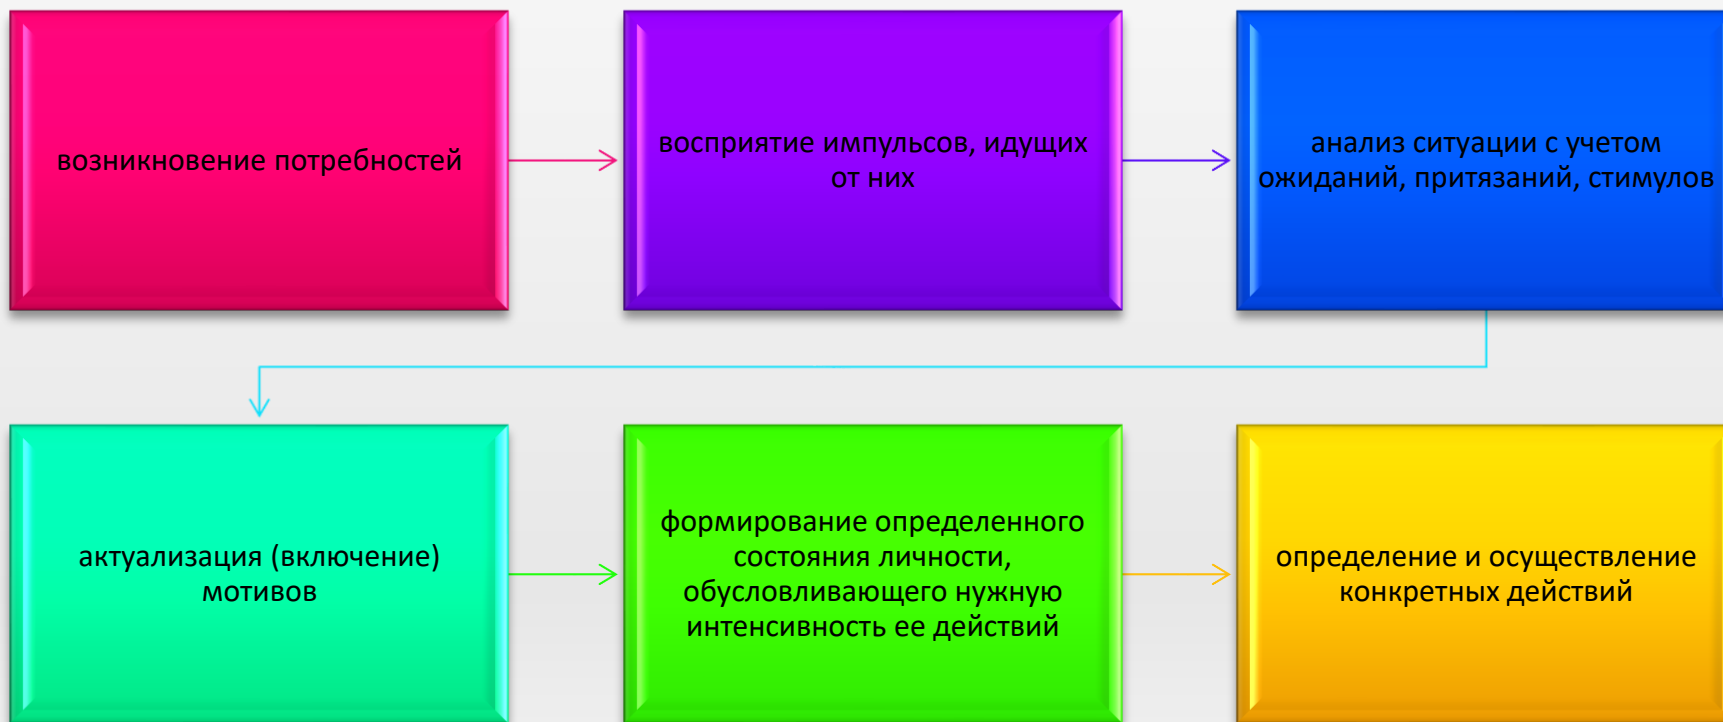 возникновение потребностей
восприятие импульсов, идущих
от них
анализ ситуации с учетом
ожиданий, притязаний, стимулов
актуализация (включение)
мотивов
формирование определенного
состояния личности,
обусловливающего нужную
интенсивность ее действий
определение и осуществление
конкретных действий